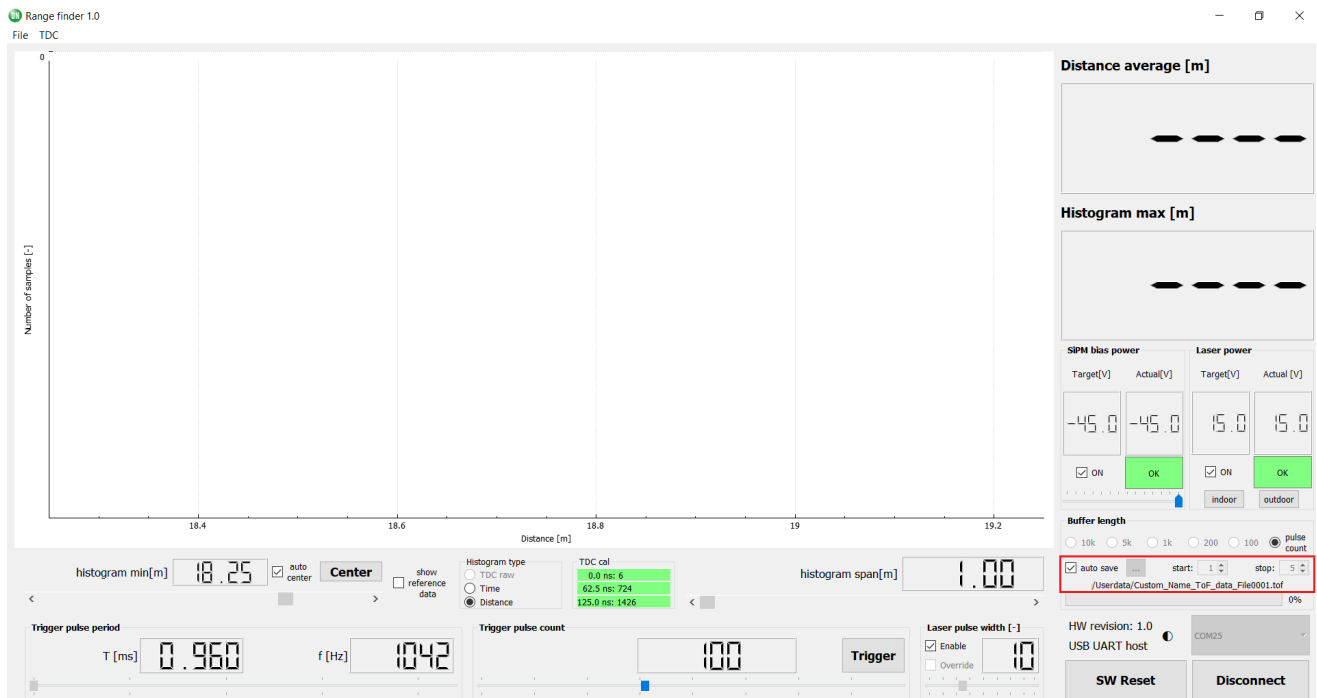 ON Range finder 1.0
File TDC
Distance average [m]
- - - -
Histogram max [m]
- - - -
0
Number of samples [-]
18.4 18.6 18.8 19 19.2
Distance [m]
SiPM bias power Laser power
Target[V] Actual[V] Target[V] Actual [V]
-45.0 -45.0 15.0 15.0
ON OK ON OK
indoor outdoor
Buffer length
10k 5k 1k 200 100 pulse count
auto save ... start: 1 stop: 5
/Userdata/Custom_Name_ToF_data_File0001.tof
0%
histogram min[m] 18.25 auto center Center
show reference data
Histogram type
TDC raw
Time
Distance
TDC cal
0.0 ns: 6
62.5 ns: 724
125.0 ns: 1426
histogram span[m] 1.00
Trigger pulse period
T [ms] 0.960 f [Hz] 1042
Trigger pulse count
100 Trigger
Laser pulse width [-]
Enable
Override
10
HW revision: 1.0
USB UART host
COM25
SW Reset Disconnect